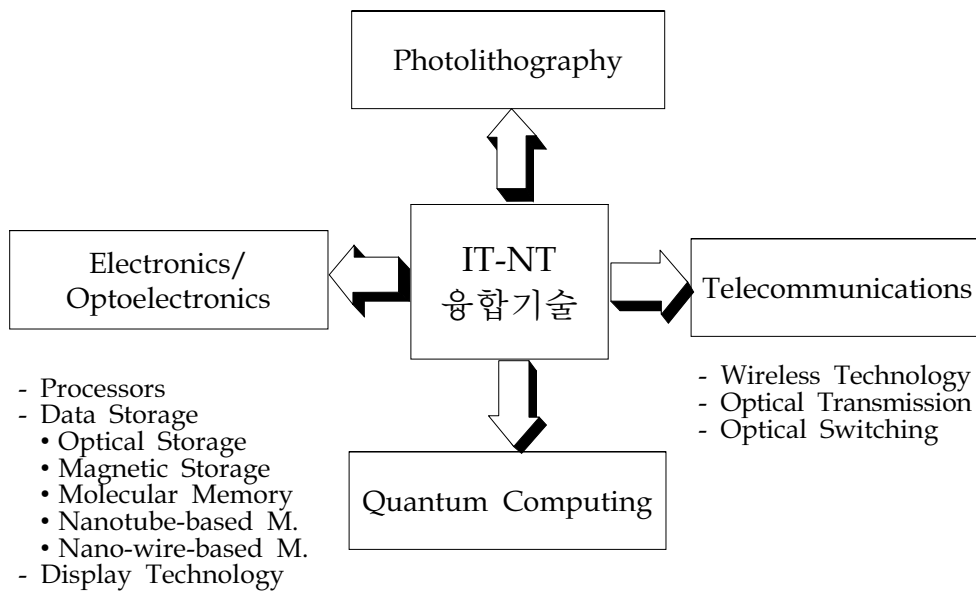 Photolithography
Electronics/
Optoelectronics
IT-NT
융합기술
Telecommunications
- Processors
- Data Storage
• Optical Storage
• Magnetic Storage
• Molecular Memory
• Nanotube-based M.
• Nano-wire-based M.
- Display Technology
- Wireless Technology
- Optical Transmission
- Optical Switching
Quantum Computing